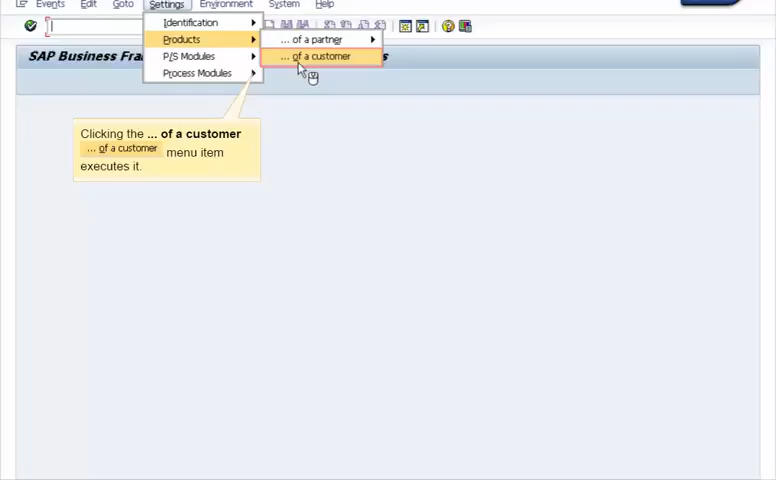 Events Edit Goto Settings Environment System Help
Identification
Products
P/S Modules
Process Modules
... of a partner
... of a customer
SAP Business
Clicking the ... of a customer
... of a customer menu item
executes it.